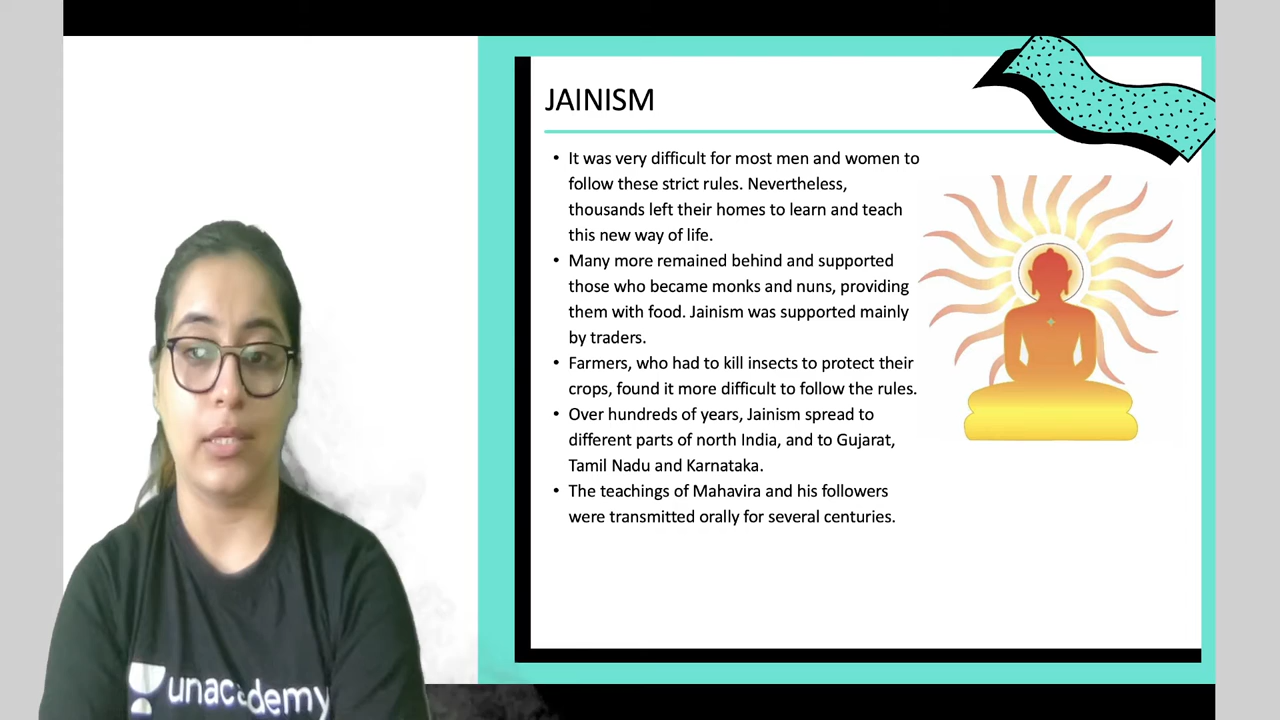 JAINISM
• It was very difficult for most men and women to
follow these strict rules. Nevertheless,
thousands left their homes to learn and teach
this new way of life.
• Many more remained behind and supported
those who became monks and nuns, providing
them with food. Jainism was supported mainly
by traders.
• Farmers, who had to kill insects to protect their
crops, found it more difficult to follow the rules.
• Over hundreds of years, Jainism spread to
different parts of north India, and to Gujarat,
Tamil Nadu and Karnataka.
• The teachings of Mahavira and his followers
were transmitted orally for several centuries.
unacademy